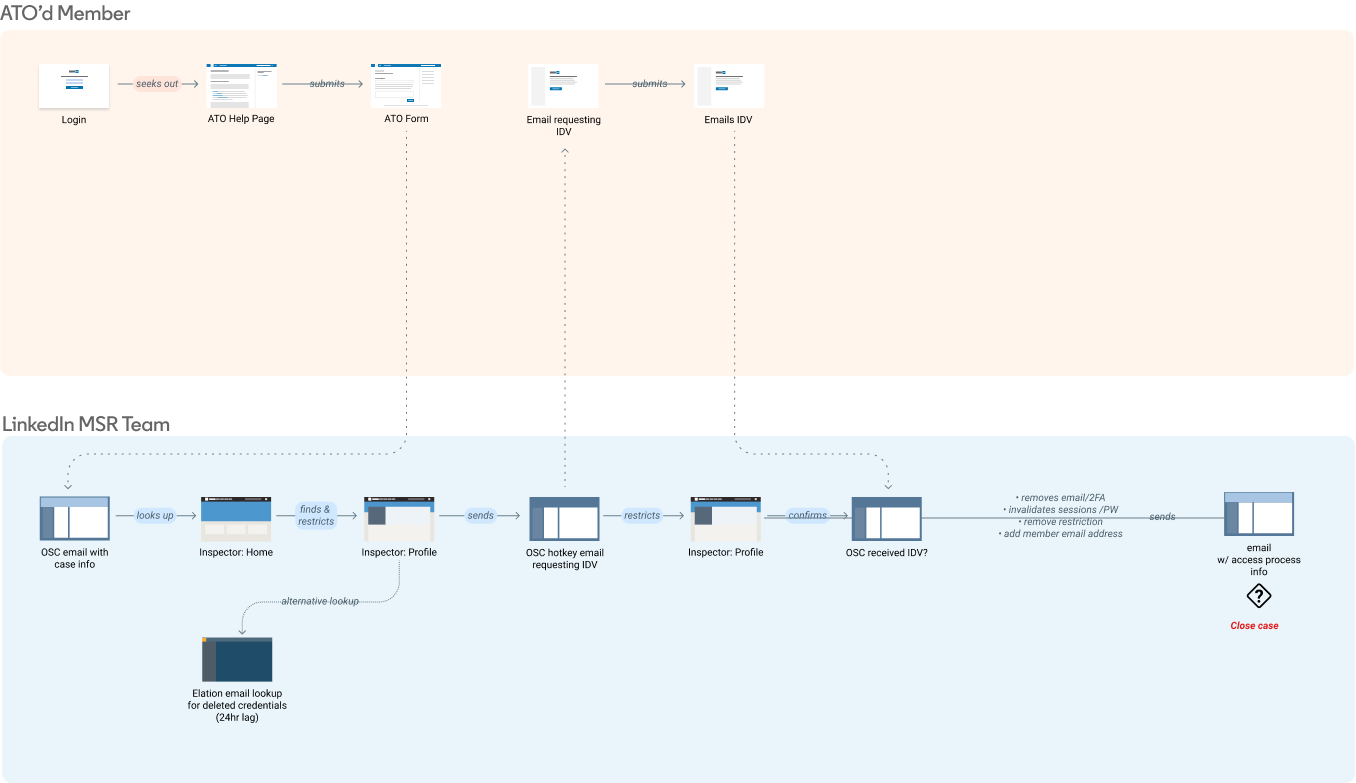 ATO'd Member
seeks out
submits
submits
Login
ATO Help Page
ATO Form
Email requesting
IDV
Emails IDV
LinkedIn MSR Team
looks up
finds &
restricts
sends
restricts
confirms
• removes email/2FA
• invalidates sessions /PW
• remove restriction
• add member email address
sends
OSC email with
case info
Inspector: Home
Inspector: Profile
OSC hotkey email
requesting IDV
Inspector: Profile
OSC received IDV?
email
w/ access process
info
?
Close case
alternative lookup
Elation email lookup
for deleted credentials
(24hr lag)